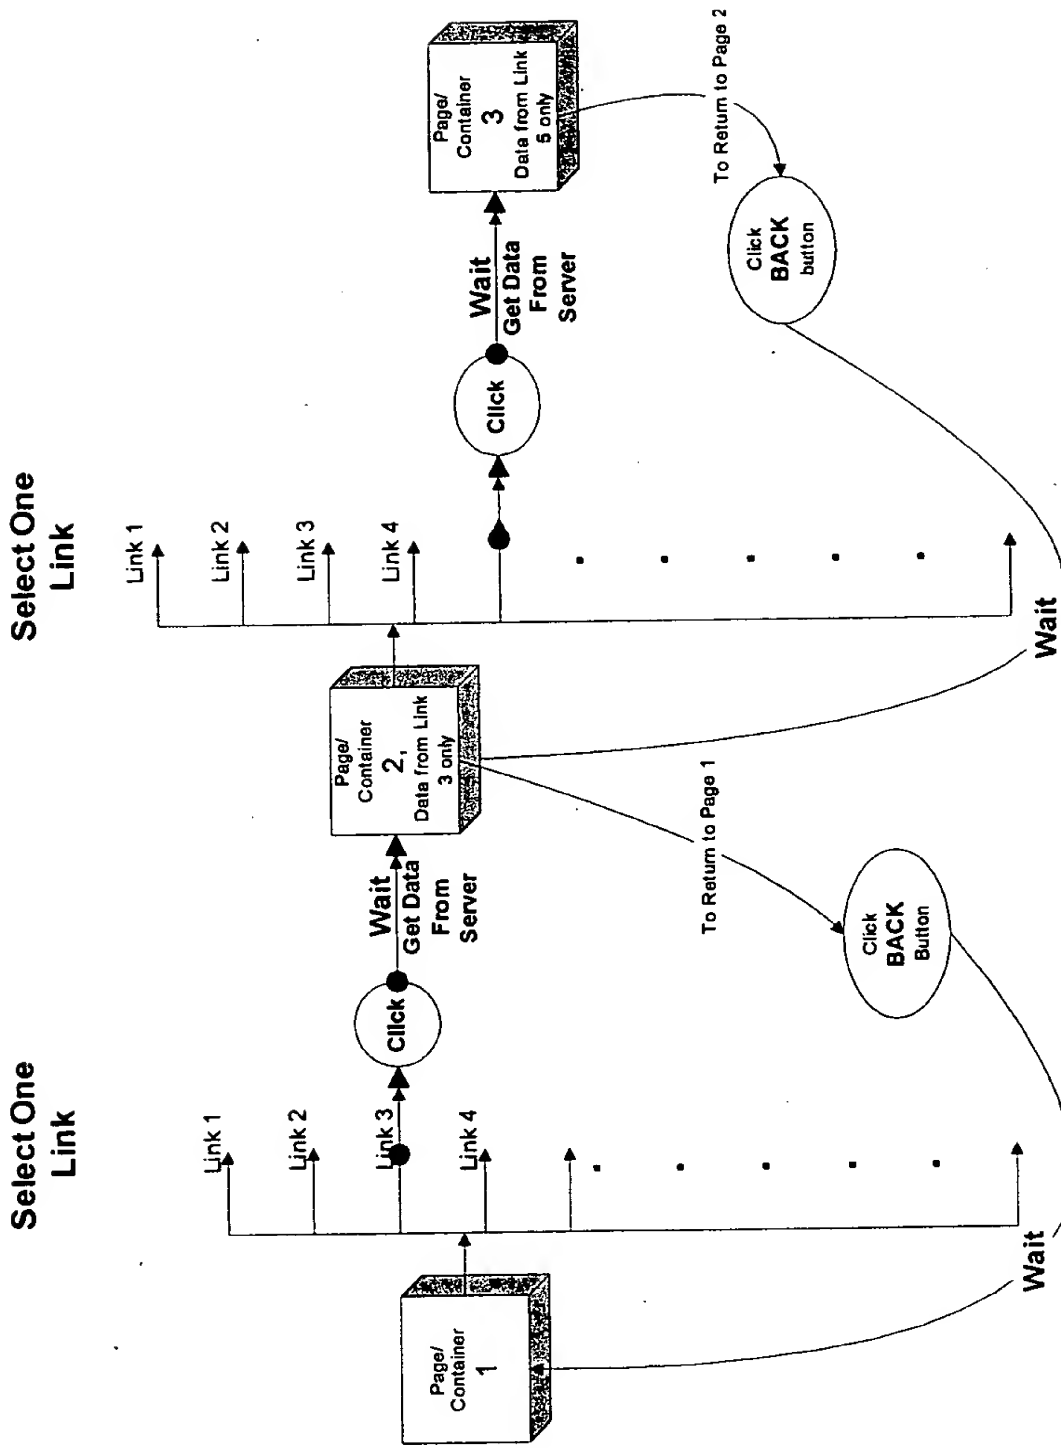 Select One
Link
Select One
Link
Page/
Container
1
Link 1
Link 2
Link 3
Link 4
Click
Wait
Get Data
From
Server
Page/
Container
2,
Data from Link
3 only
Link 1
Link 2
Link 3
Link 4
Click
Wait
Get Data
From
Server
Page/
Container
3
Data from Link
5 only
To Return to Page 1
Click
BACK
Button
Wait
To Return to Page 2
Click
BACK
button
Wait